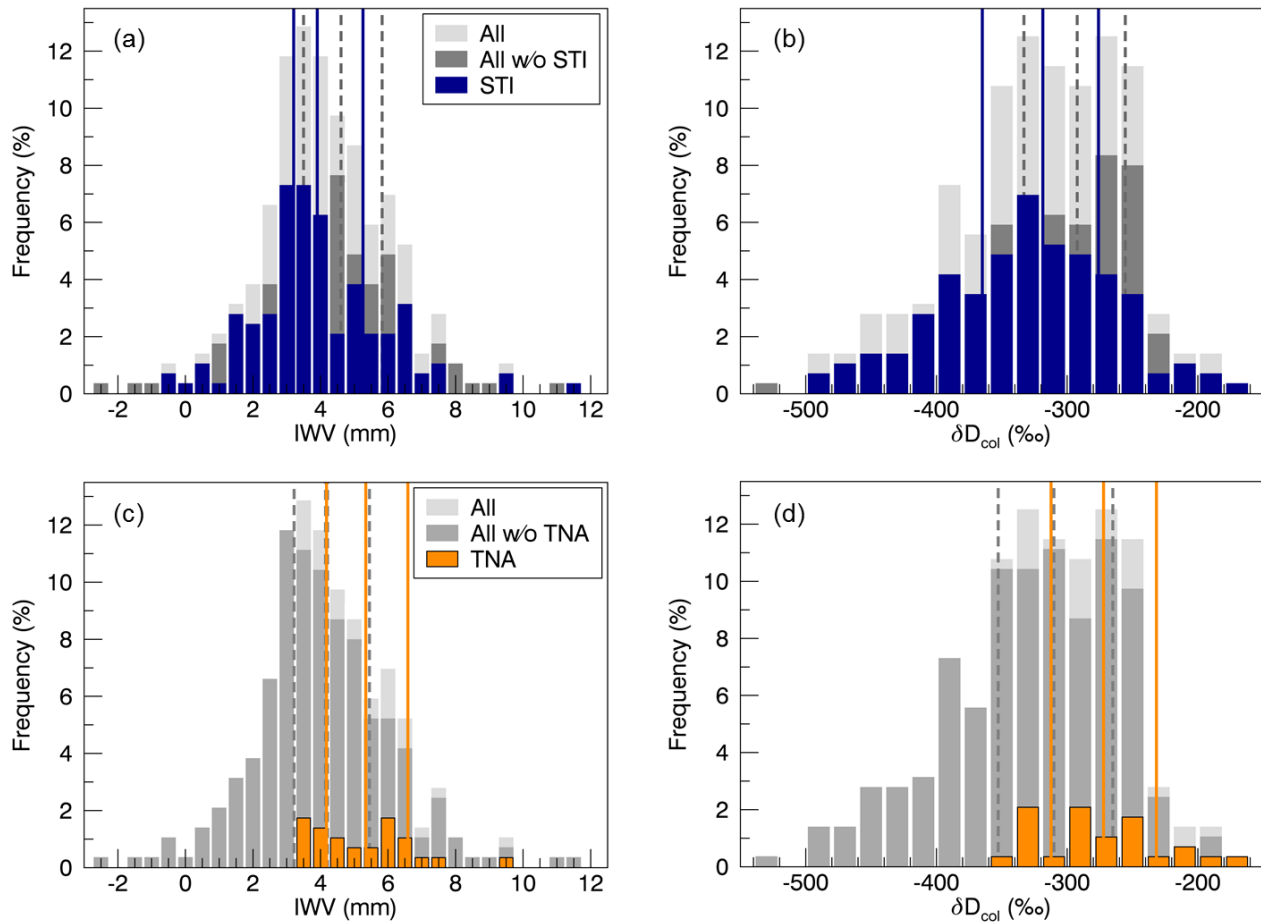 (a)
All
All w/o STI
STI
Frequency (%)
12
10
8
6
4
2
0
-2 0 2 4 6 8 10 12
IWV (mm)
(b)
Frequency (%)
12
10
8
6
4
2
0
-500 -400 -300 -200
δD_col (‰)
(c)
All
All w/o TNA
TNA
Frequency (%)
12
10
8
6
4
2
0
-2 0 2 4 6 8 10 12
IWV (mm)
(d)
Frequency (%)
12
10
8
6
4
2
0
-500 -400 -300 -200
δD_col (‰)